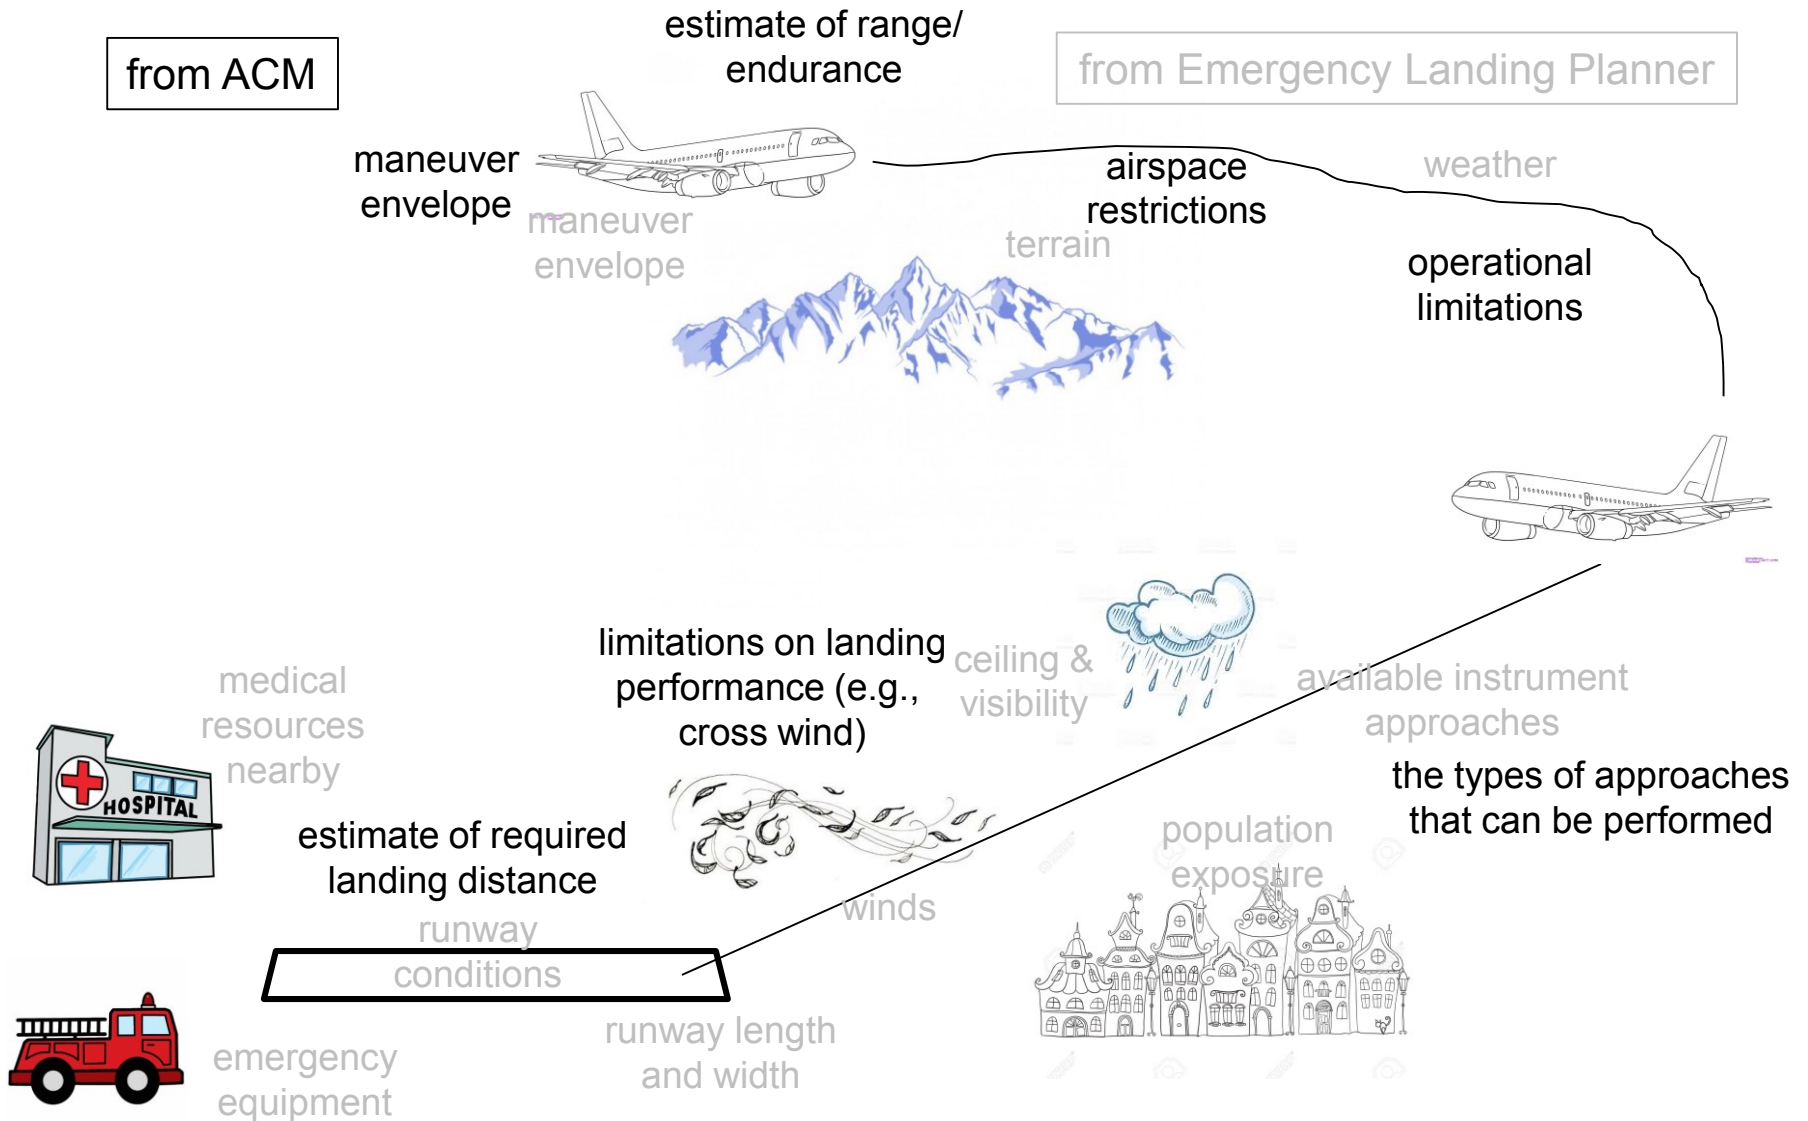 estimate of range/
endurance
from ACM
from Emergency Landing Planner
maneuver
envelope
maneuver
envelope
airspace
restrictions
weather
terrain
operational
limitations
limitations on landing
performance (e.g.,
cross wind)
ceiling &
visibility
available instrument
approaches
medical
resources
nearby
HOSPITAL
the types of approaches
that can be performed
estimate of required
landing distance
population
exposure
winds
runway
conditions
runway length
and width
emergency
equipment